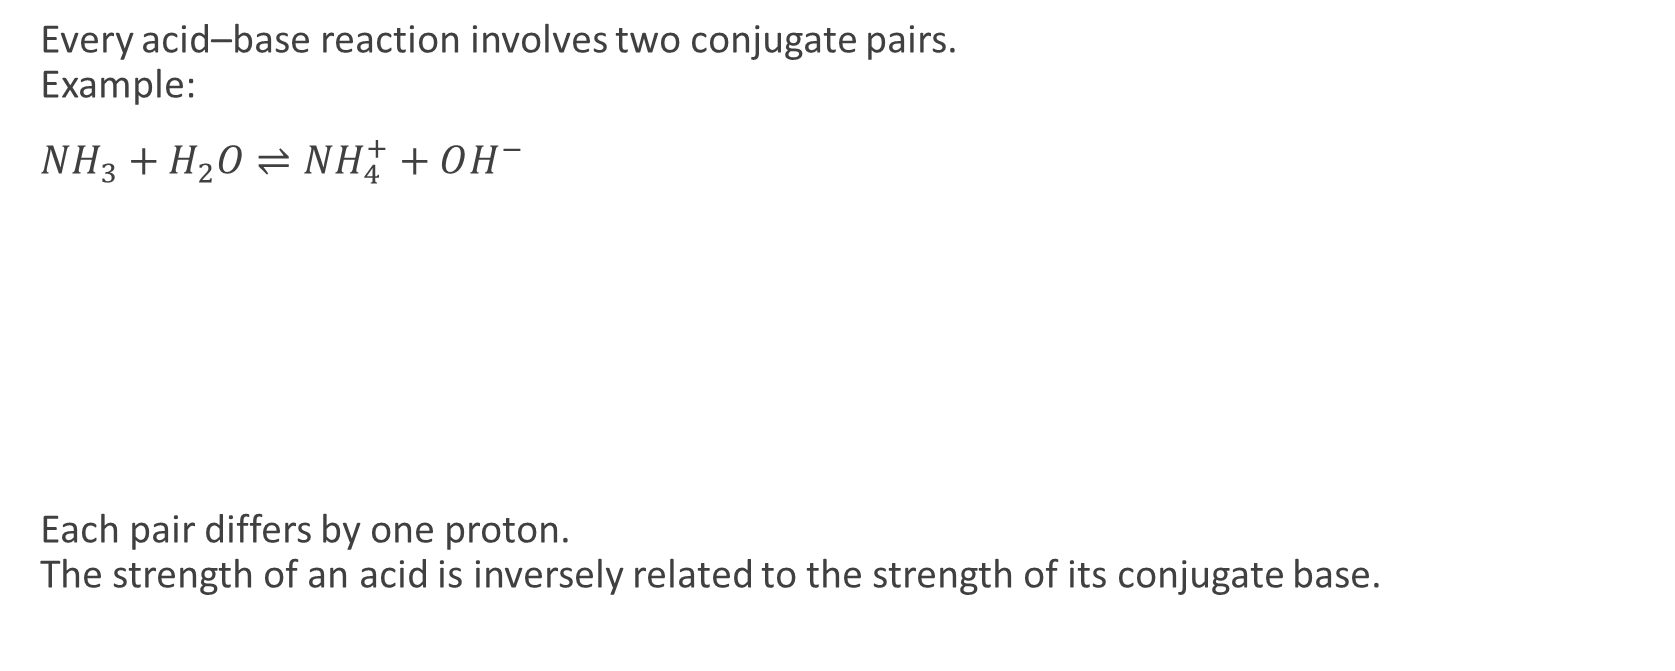 Every acid–base reaction involves two conjugate pairs.
Example:
NH₃ + H₂O ⇌ NH₄⁺ + OH⁻
Each pair differs by one proton.
The strength of an acid is inversely related to the strength of its conjugate base.